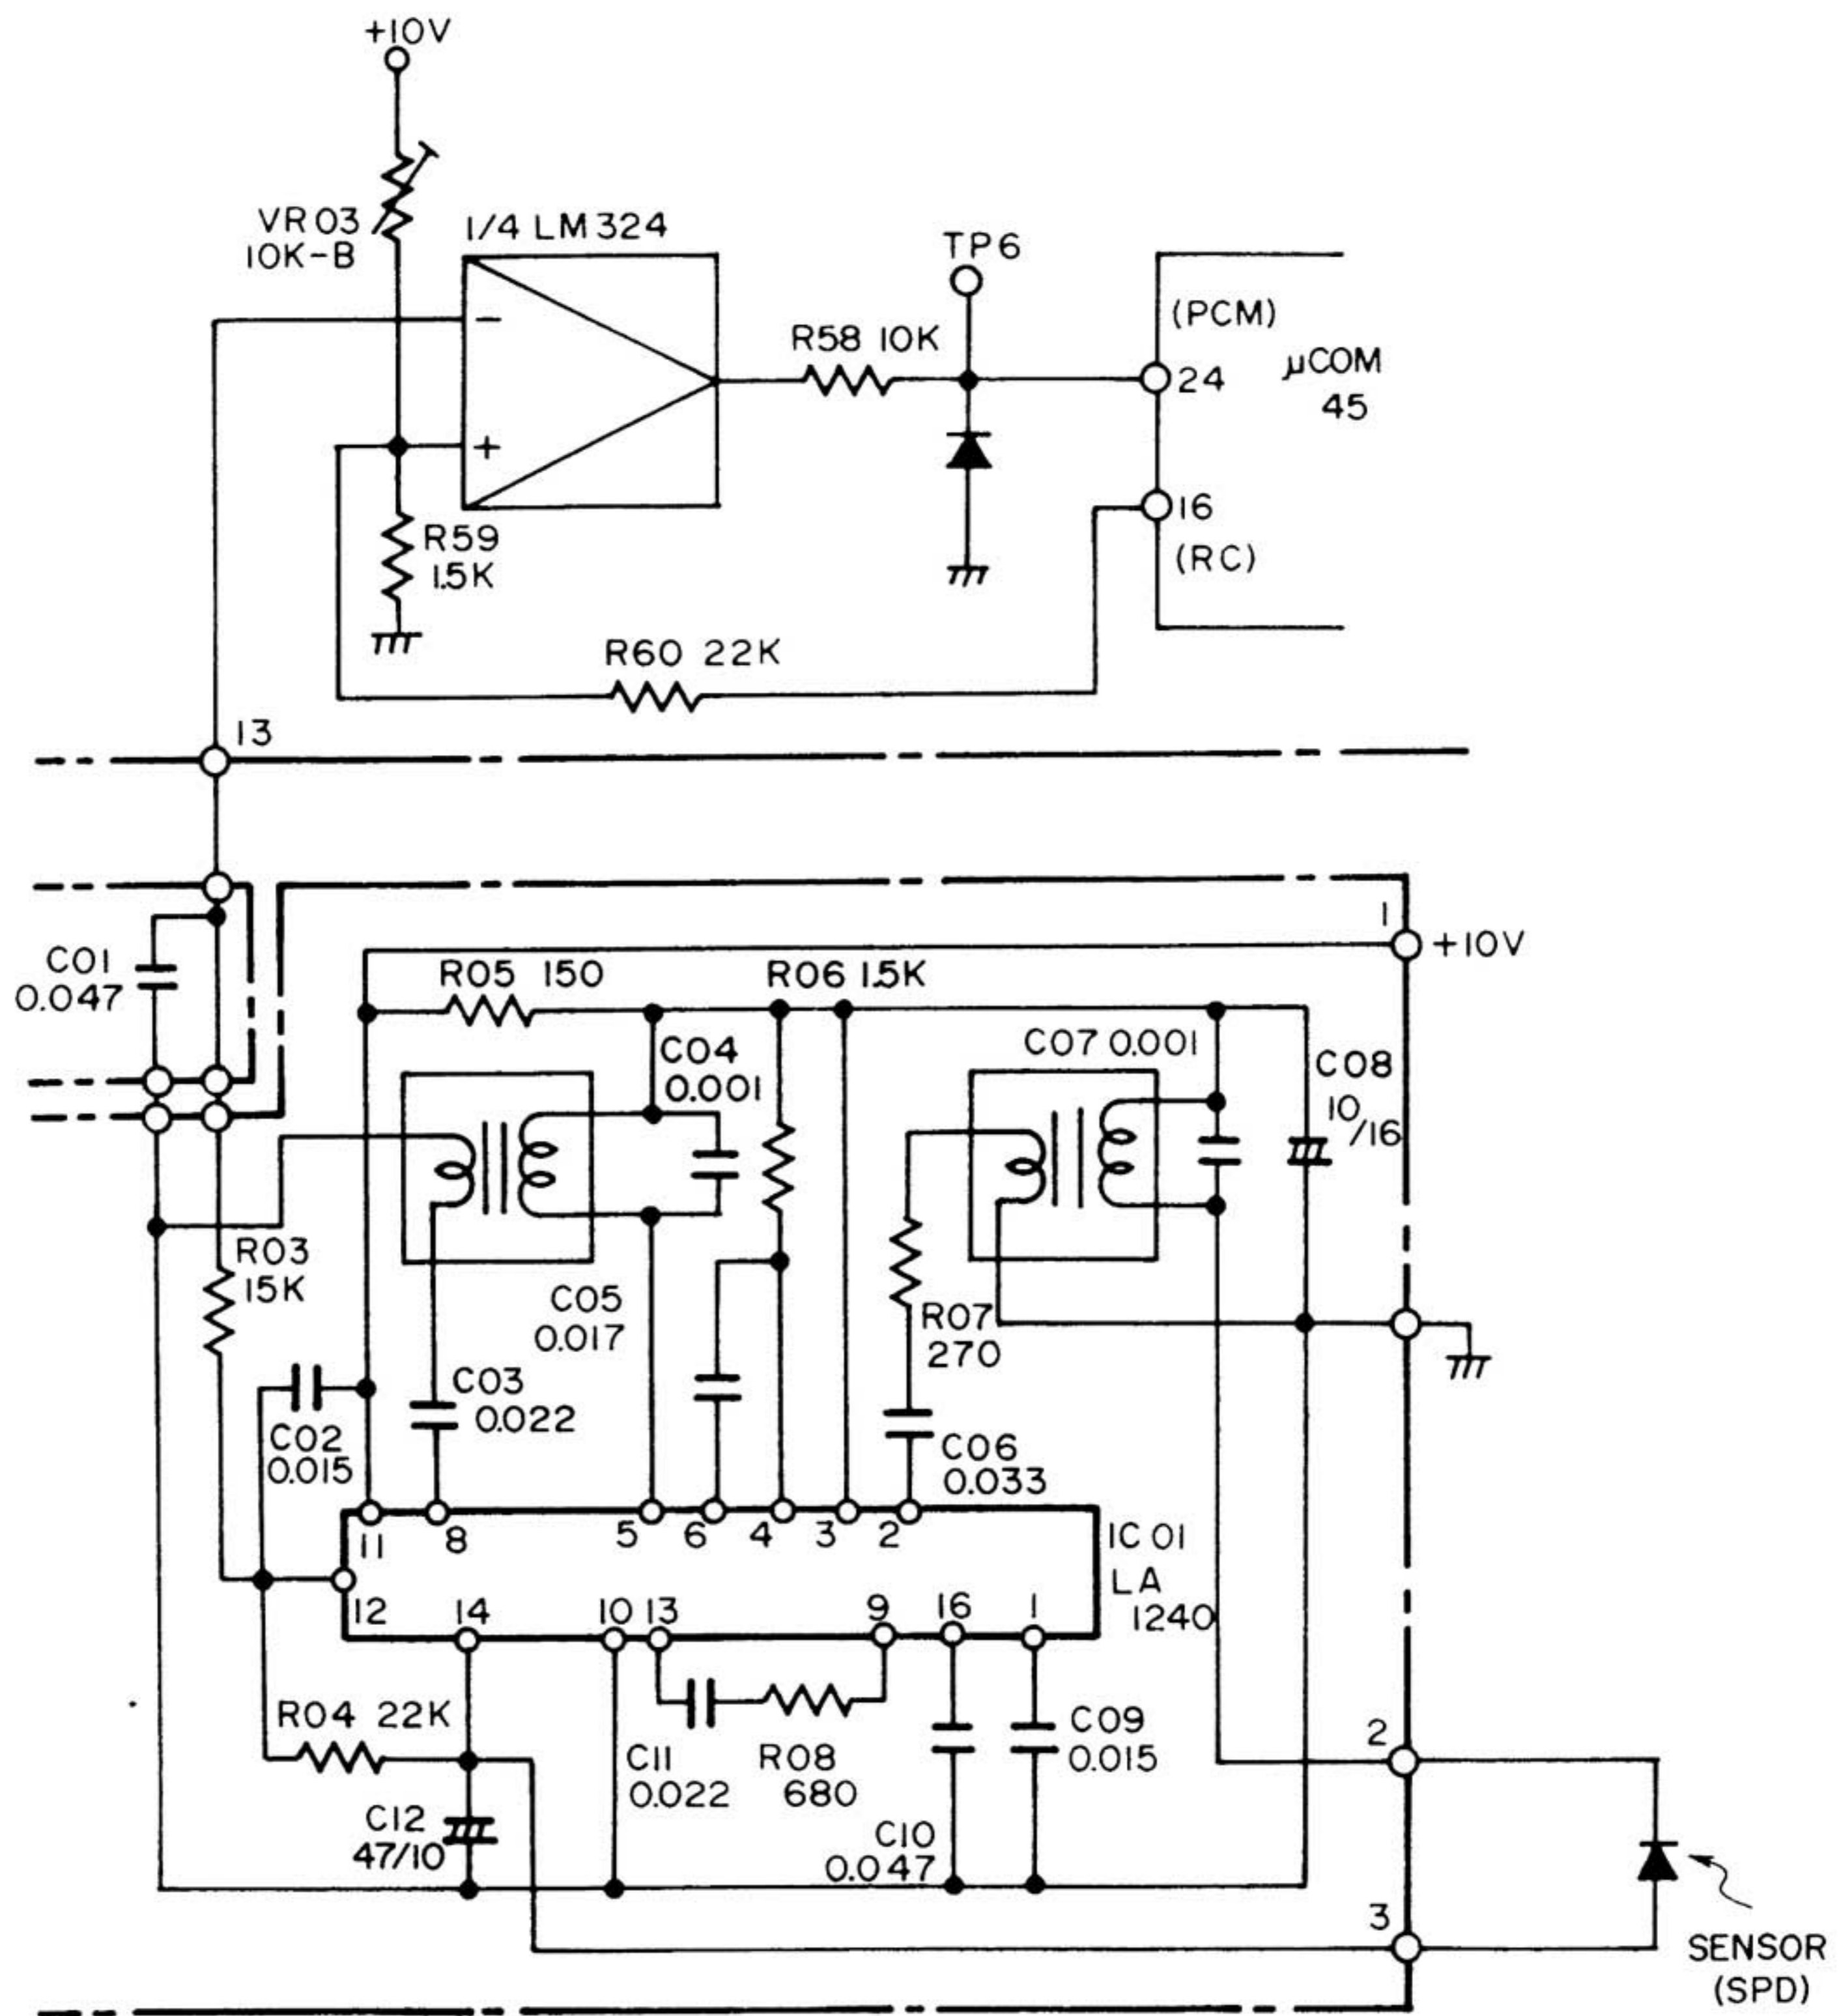 +10V
VR03
10K-B
1/4 LM324
−
+
TP6
R58 10K
(PCM)
24
μCOM
45
16
(RC)
R59
1.5K
R60 22K
13
1
+10V
C01
0.047
R05 150
R06 1.5K
C04
0.001
C07 0.001
C08
10
/16
R03
15K
C05
0.017
R07
270
C03
0.022
C02
0.015
C06
0.033
11
8
5
6
4
3
2
IC 01
LA
1240
12
14
10
13
9
16
1
R04 22K
C11
0.022
R08
680
C09
0.015
C12
47/10
C10
0.047
2
3
SENSOR
(SPD)